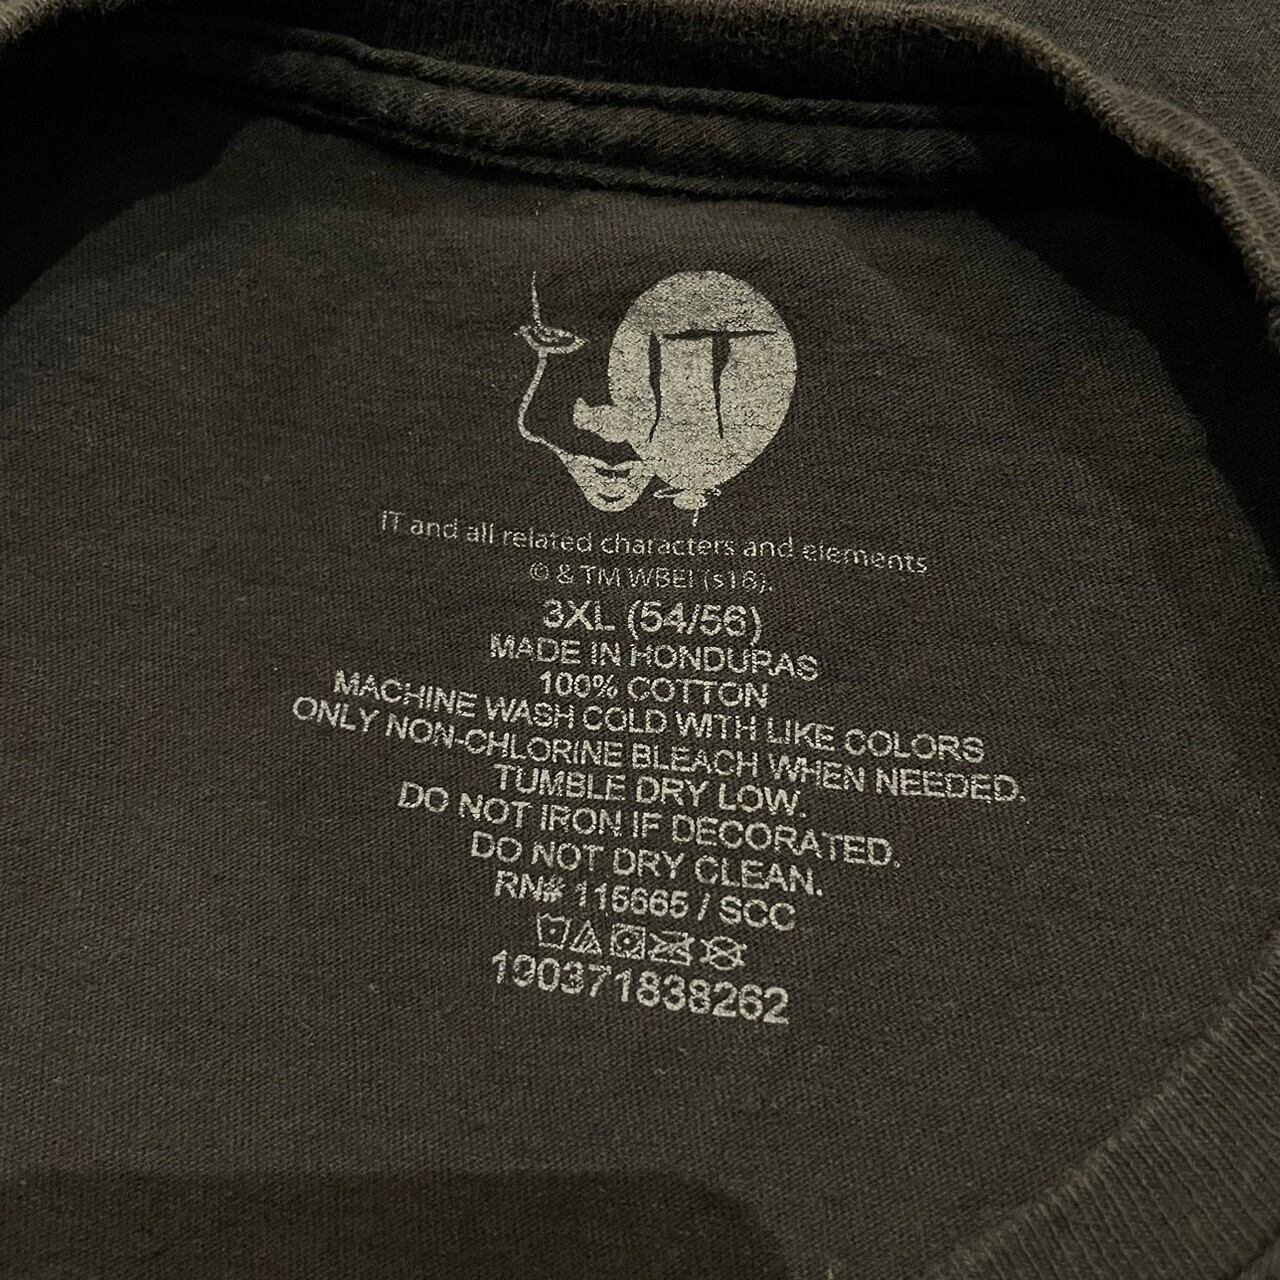 IT
IT and all related characters and elements
© & TM WBEI (s18).
3XL (54/56)
MADE IN HONDURAS
100% COTTON
MACHINE WASH COLD WITH LIKE COLORS
ONLY NON-CHLORINE BLEACH WHEN NEEDED.
TUMBLE DRY LOW.
DO NOT IRON IF DECORATED.
DO NOT DRY CLEAN.
RN# 115665 / SCC
190371838262